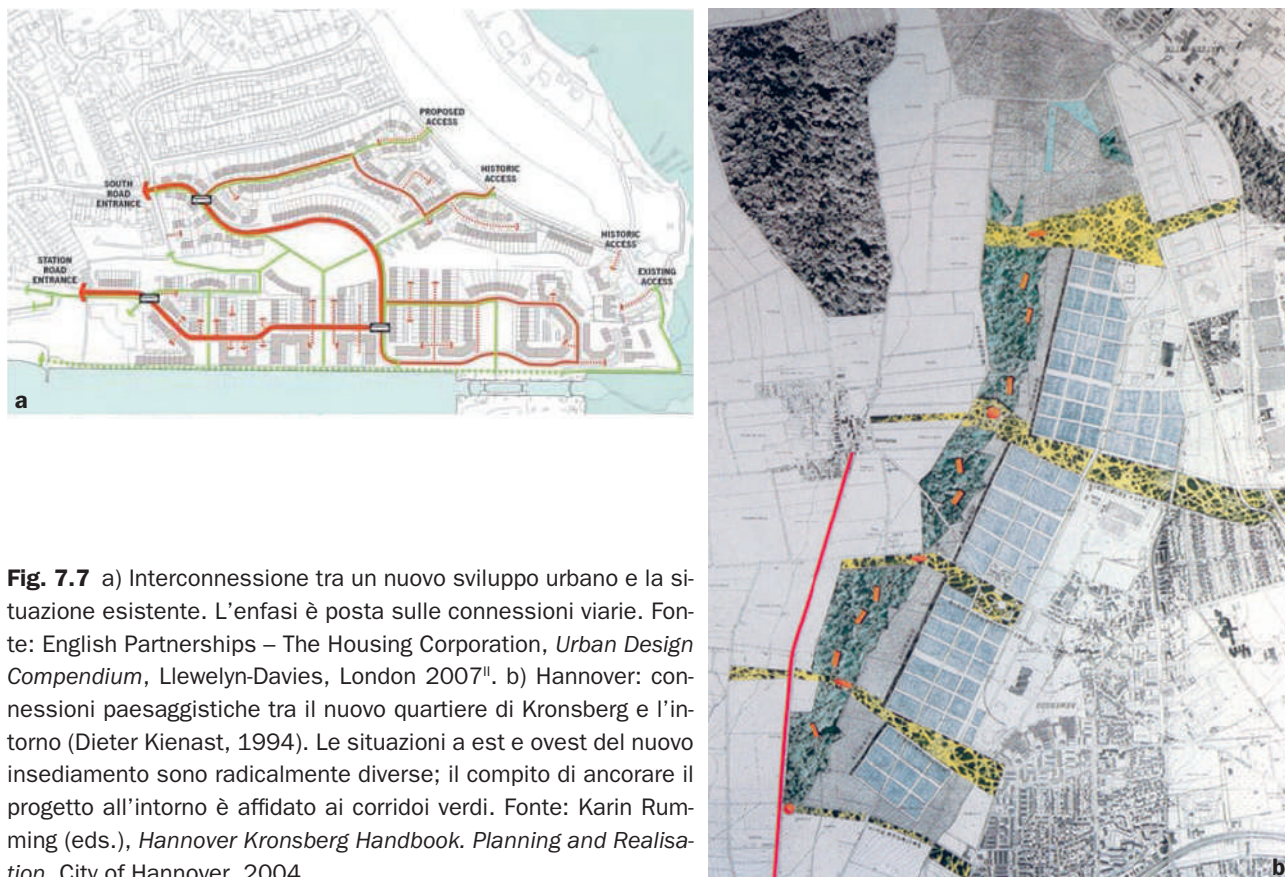 PROPOSED
ACCESS
HISTORIC
ACCESS
SOUTH
ROAD
ENTRANCE
HISTORIC
ACCESS
STATION
ROAD
ENTRANCE
EXISTING
ACCESS
a
b
Fig. 7.7 a) Interconnessione tra un nuovo sviluppo urbano e la si-
tuazione esistente. L'enfasi è posta sulle connessioni viarie. Fon-
te: English Partnerships – The Housing Corporation, Urban Design
Compendium, Llewelyn-Davies, London 2007ᴵᴵ. b) Hannover: con-
nessioni paesaggistiche tra il nuovo quartiere di Kronsberg e l'in-
torno (Dieter Kienast, 1994). Le situazioni a est e ovest del nuovo
insediamento sono radicalmente diverse; il compito di ancorare il
progetto all'intorno è affidato ai corridoi verdi. Fonte: Karin Rum-
ming (eds.), Hannover Kronsberg Handbook. Planning and Realisa-
tion, City of Hannover, 2004.